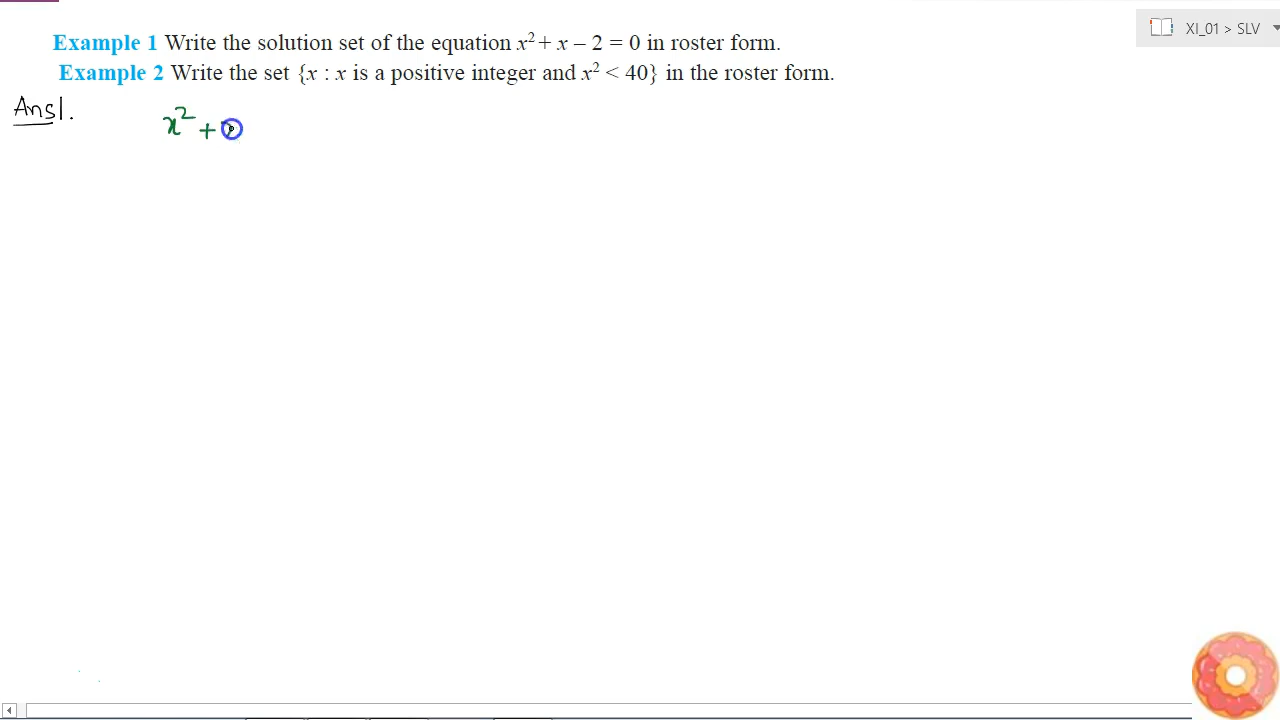 XI_01 > SLV
Example 1 Write the solution set of the equation x² + x – 2 = 0 in roster form.
Example 2 Write the set {x : x is a positive integer and x² < 40} in the roster form.
Ans1.
x² +